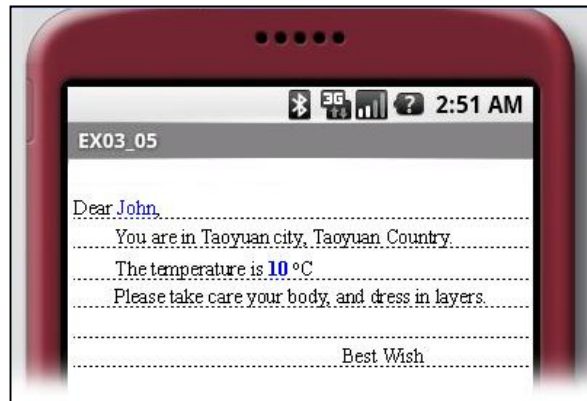 3G 2:51 AM
EX03_05
Dear John,
You are in Taoyuan city, Taoyuan Country.
The temperature is 10 °C
Please take care your body, and dress in layers.
Best Wish